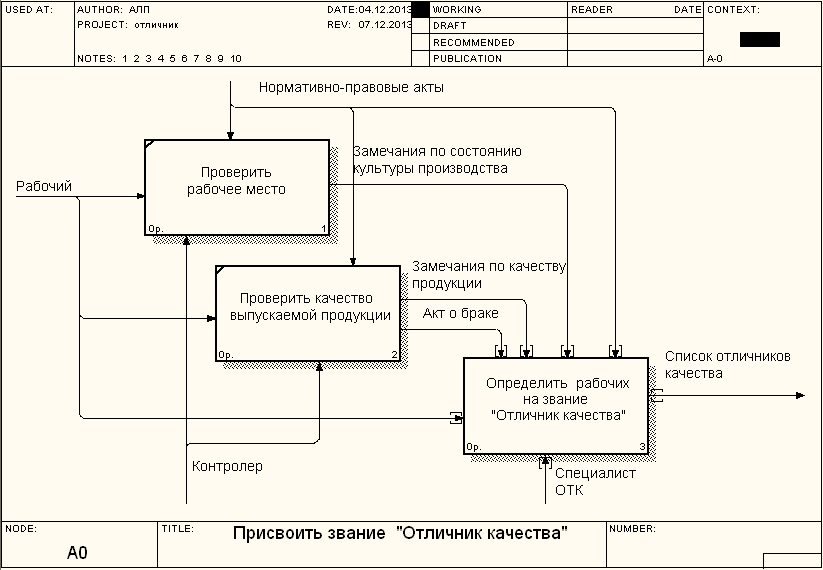 USED AT:
AUTHOR: АЛП
DATE:04.12.2013
WORKING
READER
DATE
CONTEXT:
PROJECT: отличник
REV: 07.12.2013
DRAFT
RECOMMENDED
NOTES: 1 2 3 4 5 6 7 8 9 10
PUBLICATION
A-0
Нормативно-правовые акты
Замечания по состоянию
культуры производства
Проверить
рабочее место
Рабочий
0р.
1
Замечания по качеству
продукции
Проверить качество
выпускаемой продукции
Акт о браке
0р.
2
Список отличников
качества
Определить рабочих
на звание
"Отличник качества"
0р.
3
Контролер
Специалист
ОТК
NODE:
TITLE:
NUMBER:
Присвоить звание "Отличник качества"
A0